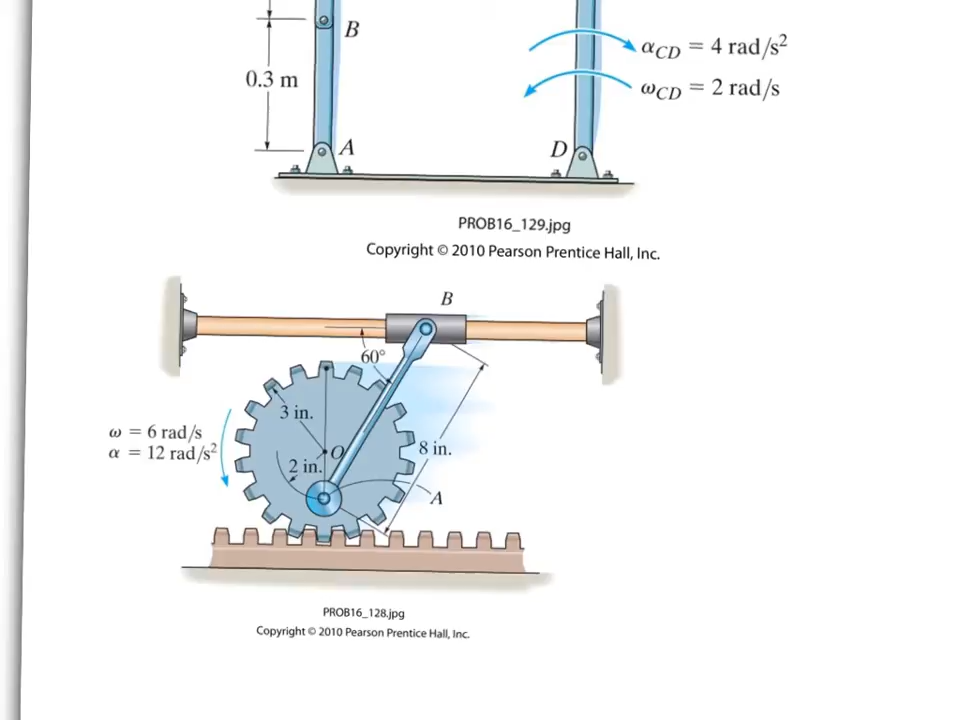 B
0.3 m
A
α_CD = 4 rad/s²
ω_CD = 2 rad/s
D
PROB16_129.jpg
Copyright © 2010 Pearson Prentice Hall, Inc.
B
60°
3 in.
ω = 6 rad/s
α = 12 rad/s²
O
8 in.
2 in.
A
PROB16_128.jpg
Copyright © 2010 Pearson Prentice Hall, Inc.